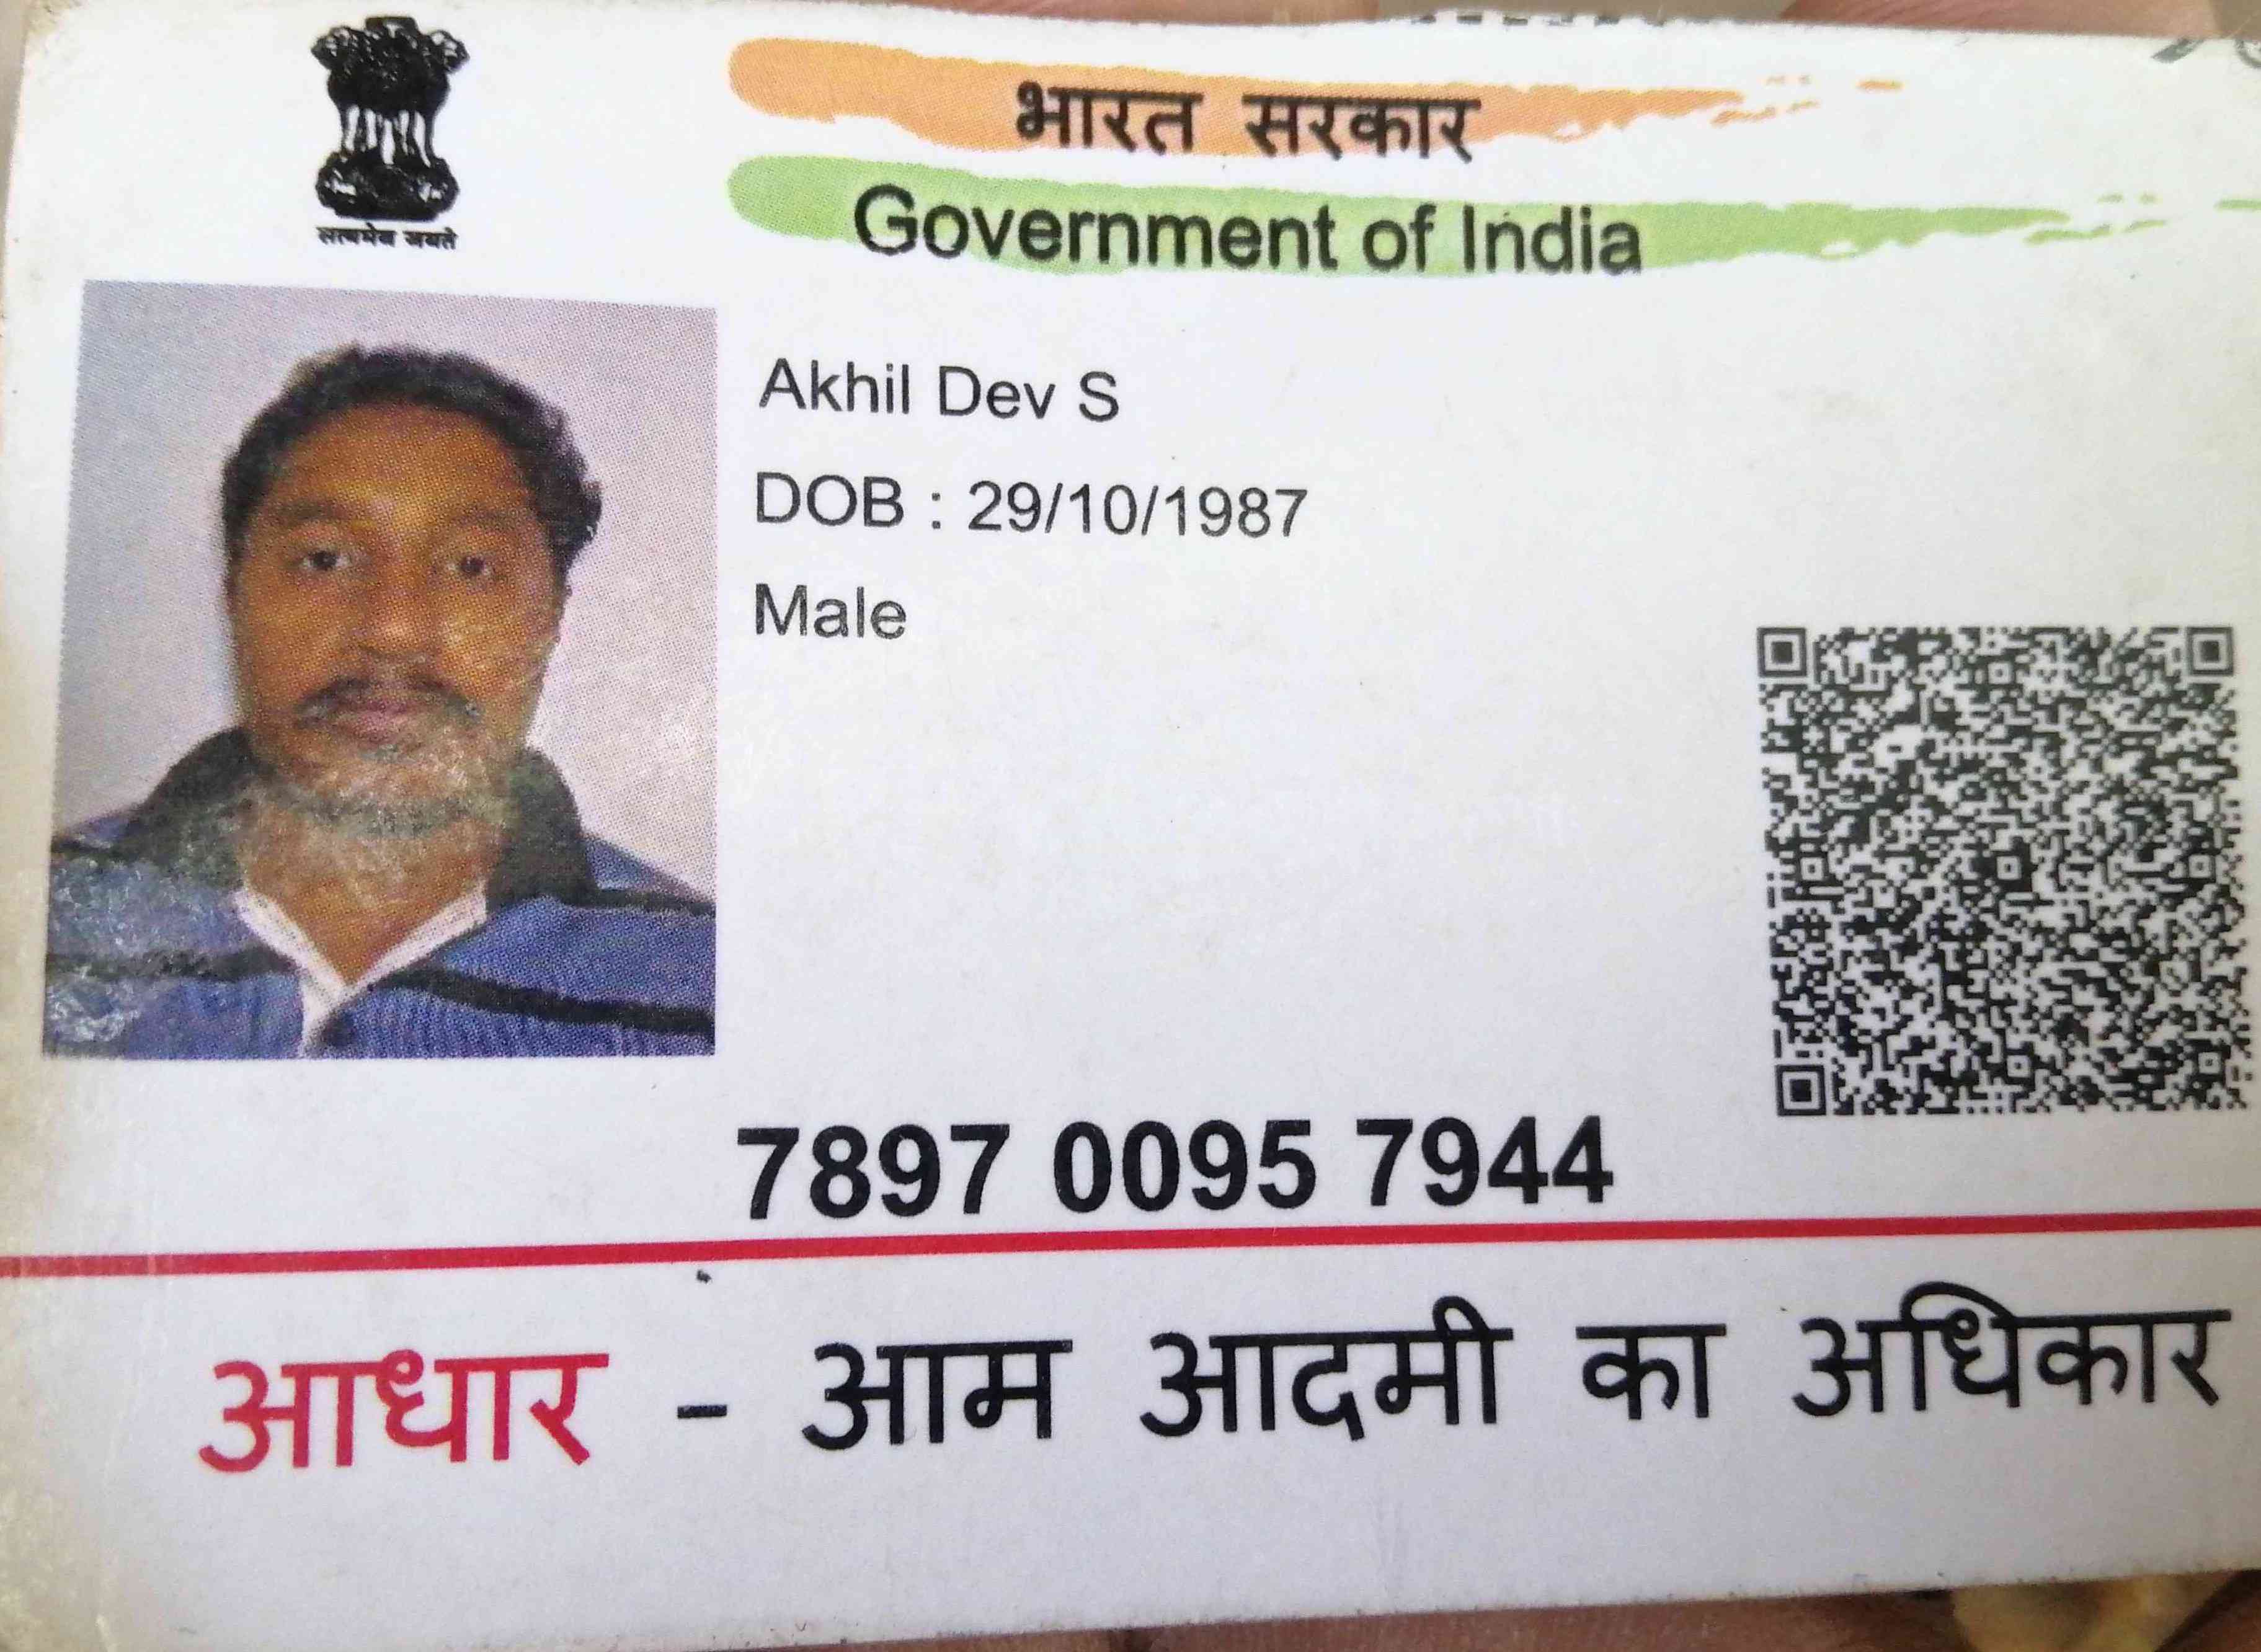 सत्यमेव जयते
भारत सरकार
Government of India
Akhil Dev S
DOB : 29/10/1987
Male
7897 0095 7944
आधार - आम आदमी का अधिकार